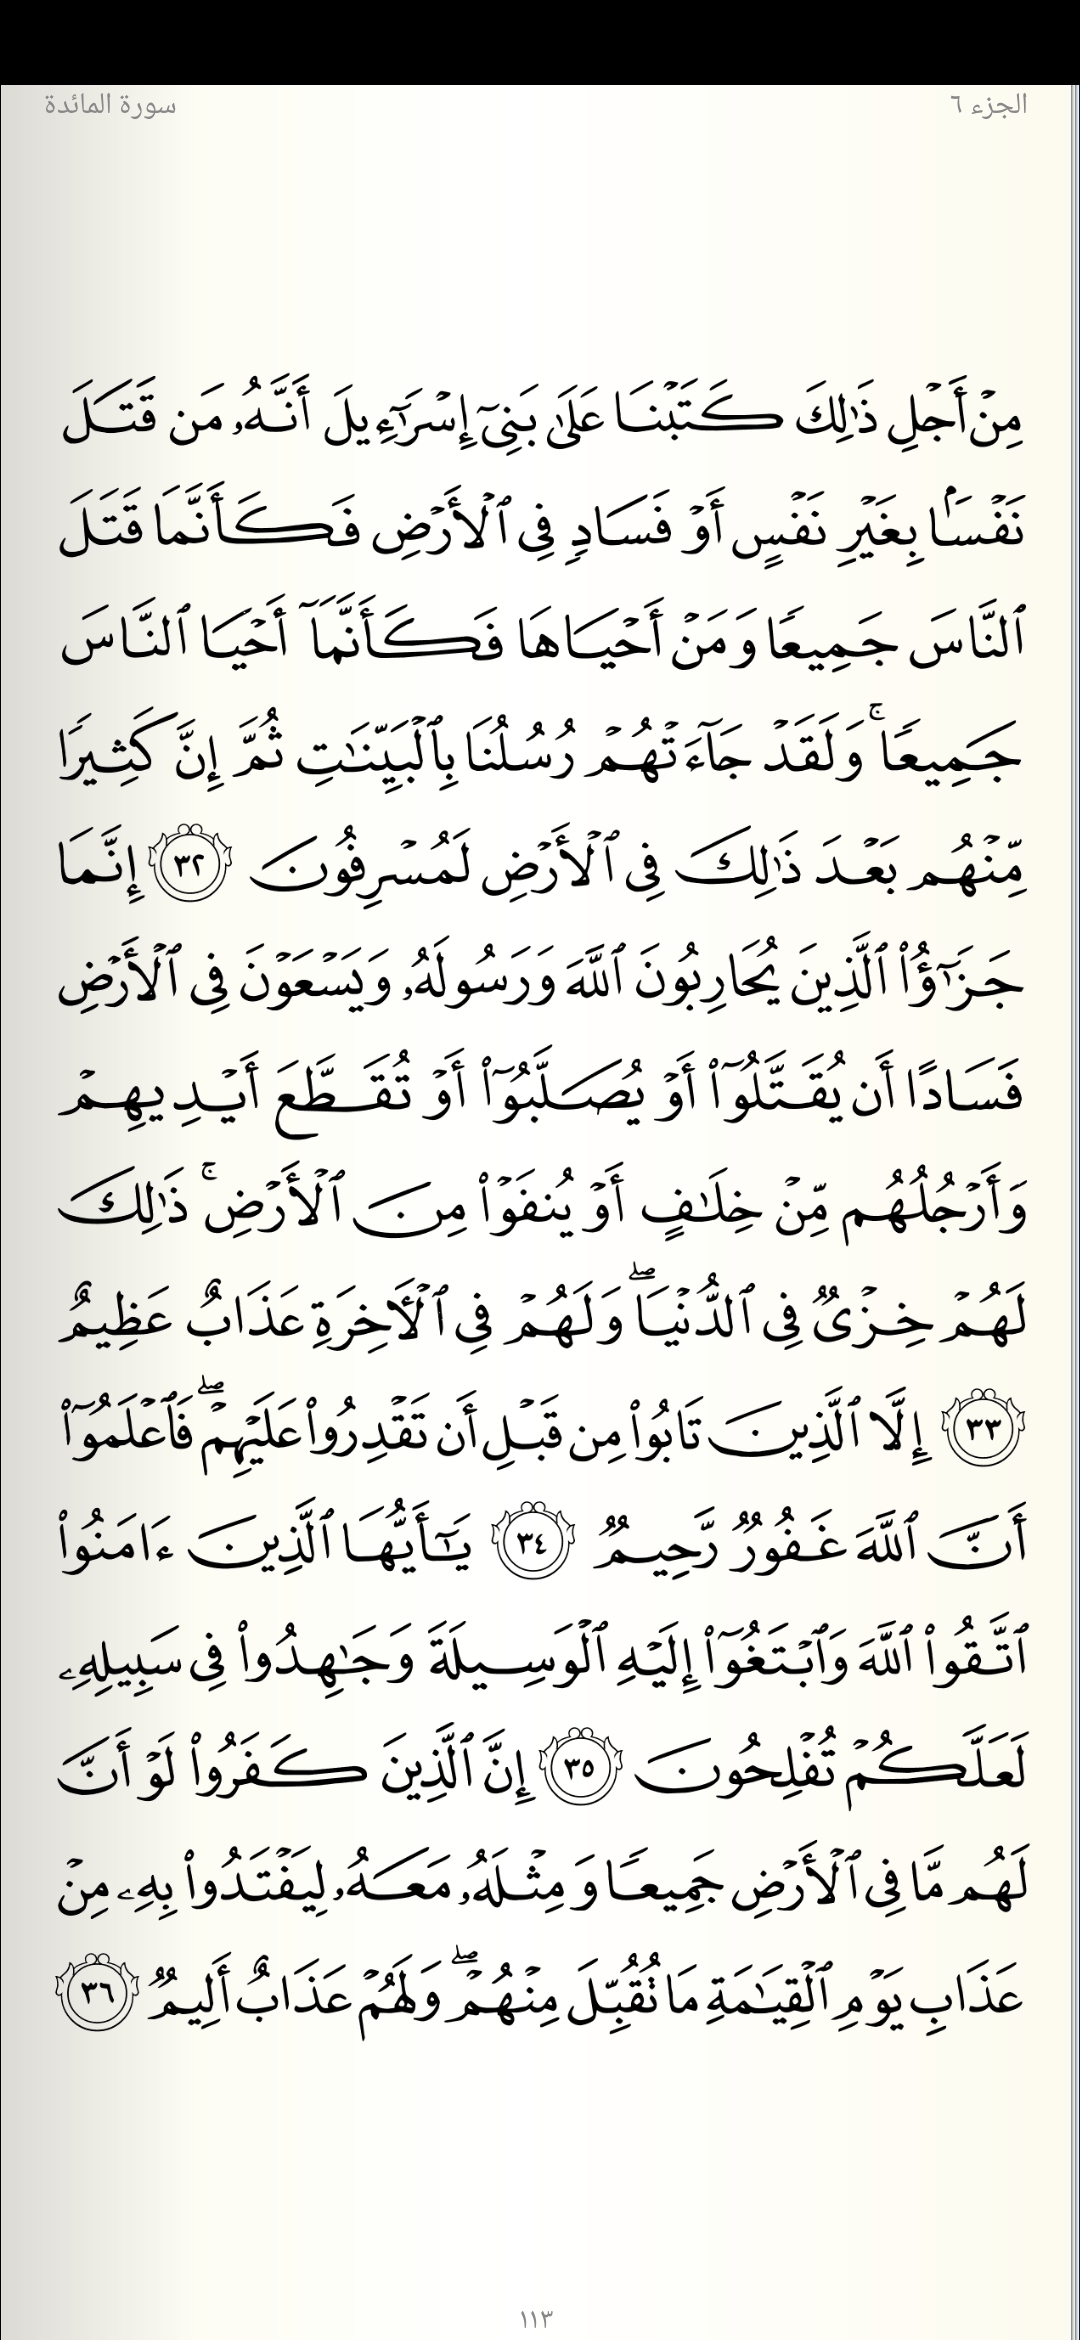 الجزء ٦
سورة المائدة
مِنْ أَجْلِ ذَٰلِكَ كَتَبْنَا عَلَىٰ بَنِىٓ إِسْرَٰٓءِيلَ أَنَّهُۥ مَن قَتَلَ
نَفْسًۢا بِغَيْرِ نَفْسٍ أَوْ فَسَادٍ فِى ٱلْأَرْضِ فَكَأَنَّمَا قَتَلَ
ٱلنَّاسَ جَمِيعًا وَمَنْ أَحْيَاهَا فَكَأَنَّمَآ أَحْيَا ٱلنَّاسَ
جَمِيعًا ۚ وَلَقَدْ جَآءَتْهُمْ رُسُلُنَا بِٱلْبَيِّنَٰتِ ثُمَّ إِنَّ كَثِيرًا
مِّنْهُم بَعْدَ ذَٰلِكَ فِى ٱلْأَرْضِ لَمُسْرِفُونَ ٣٢ إِنَّمَا
جَزَٰٓؤُا۟ ٱلَّذِينَ يُحَارِبُونَ ٱللَّهَ وَرَسُولَهُۥ وَيَسْعَوْنَ فِى ٱلْأَرْضِ
فَسَادًا أَن يُقَتَّلُوٓا۟ أَوْ يُصَلَّبُوٓا۟ أَوْ تُقَطَّعَ أَيْدِيهِمْ
وَأَرْجُلُهُم مِّنْ خِلَٰفٍ أَوْ يُنفَوْا۟ مِنَ ٱلْأَرْضِ ۚ ذَٰلِكَ
لَهُمْ خِزْىٌ فِى ٱلدُّنْيَا ۖ وَلَهُمْ فِى ٱلْأَخِرَةِ عَذَابٌ عَظِيمٌ
٣٣ إِلَّا ٱلَّذِينَ تَابُوا۟ مِن قَبْلِ أَن تَقْدِرُوا۟ عَلَيْهِمْ ۖ فَٱعْلَمُوٓا۟
أَنَّ ٱللَّهَ غَفُورٌ رَّحِيمٌ ٣٤ يَٰٓأَيُّهَا ٱلَّذِينَ ءَامَنُوا۟
ٱتَّقُوا۟ ٱللَّهَ وَٱبْتَغُوٓا۟ إِلَيْهِ ٱلْوَسِيلَةَ وَجَٰهِدُوا۟ فِى سَبِيلِهِۦ
لَعَلَّكُمْ تُفْلِحُونَ ٣٥ إِنَّ ٱلَّذِينَ كَفَرُوا۟ لَوْ أَنَّ
لَهُم مَّا فِى ٱلْأَرْضِ جَمِيعًا وَمِثْلَهُۥ مَعَهُۥ لِيَفْتَدُوا۟ بِهِۦ مِنْ
عَذَابِ يَوْمِ ٱلْقِيَٰمَةِ مَا تُقُبِّلَ مِنْهُمْ ۖ وَلَهُمْ عَذَابٌ أَلِيمٌ ٣٦
١١٣